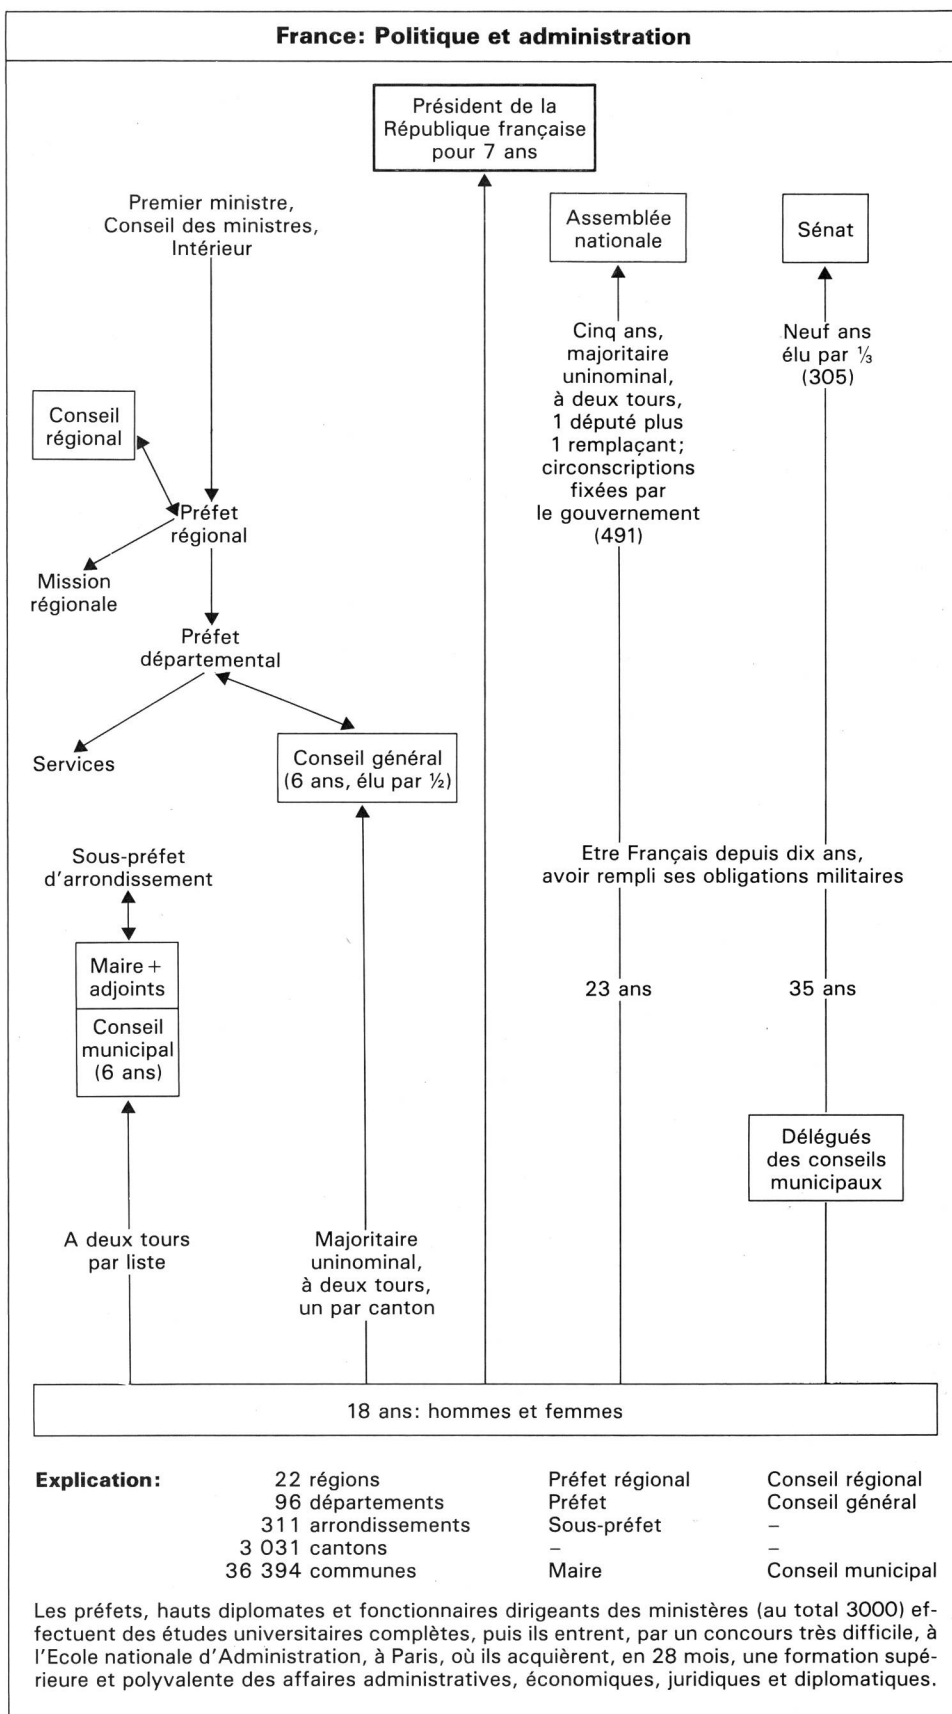 France: Politique et administration
Président de la
République française
pour 7 ans
Premier ministre,
Conseil des ministres,
Intérieur
Assemblée
nationale
Sénat
Cinq ans,
majoritaire
uninominal,
à deux tours,
1 député plus
1 remplaçant;
circonscriptions
fixées par
le gouvernement
(491)
Neuf ans
élu par ⅓
(305)
Conseil
régional
Préfet
régional
Mission
régionale
Préfet
départemental
Services
Conseil général
(6 ans, élu par ½)
Sous-préfet
d'arrondissement
Etre Français depuis dix ans,
avoir rempli ses obligations militaires
Maire +
adjoints
Conseil
municipal
(6 ans)
23 ans
35 ans
Délégués
des conseils
municipaux
A deux tours
par liste
Majoritaire
uninominal,
à deux tours,
un par canton
18 ans: hommes et femmes
Explication: 22 régions Préfet régional Conseil régional
96 départements Préfet Conseil général
311 arrondissements Sous-préfet –
3 031 cantons – –
36 394 communes Maire Conseil municipal
Les préfets, hauts diplomates et fonctionnaires dirigeants des ministères (au total 3000) ef-
fectuent des études universitaires complètes, puis ils entrent, par un concours très difficile, à
l'Ecole nationale d'Administration, à Paris, où ils acquièrent, en 28 mois, une formation supé-
rieure et polyvalente des affaires administratives, économiques, juridiques et diplomatiques.